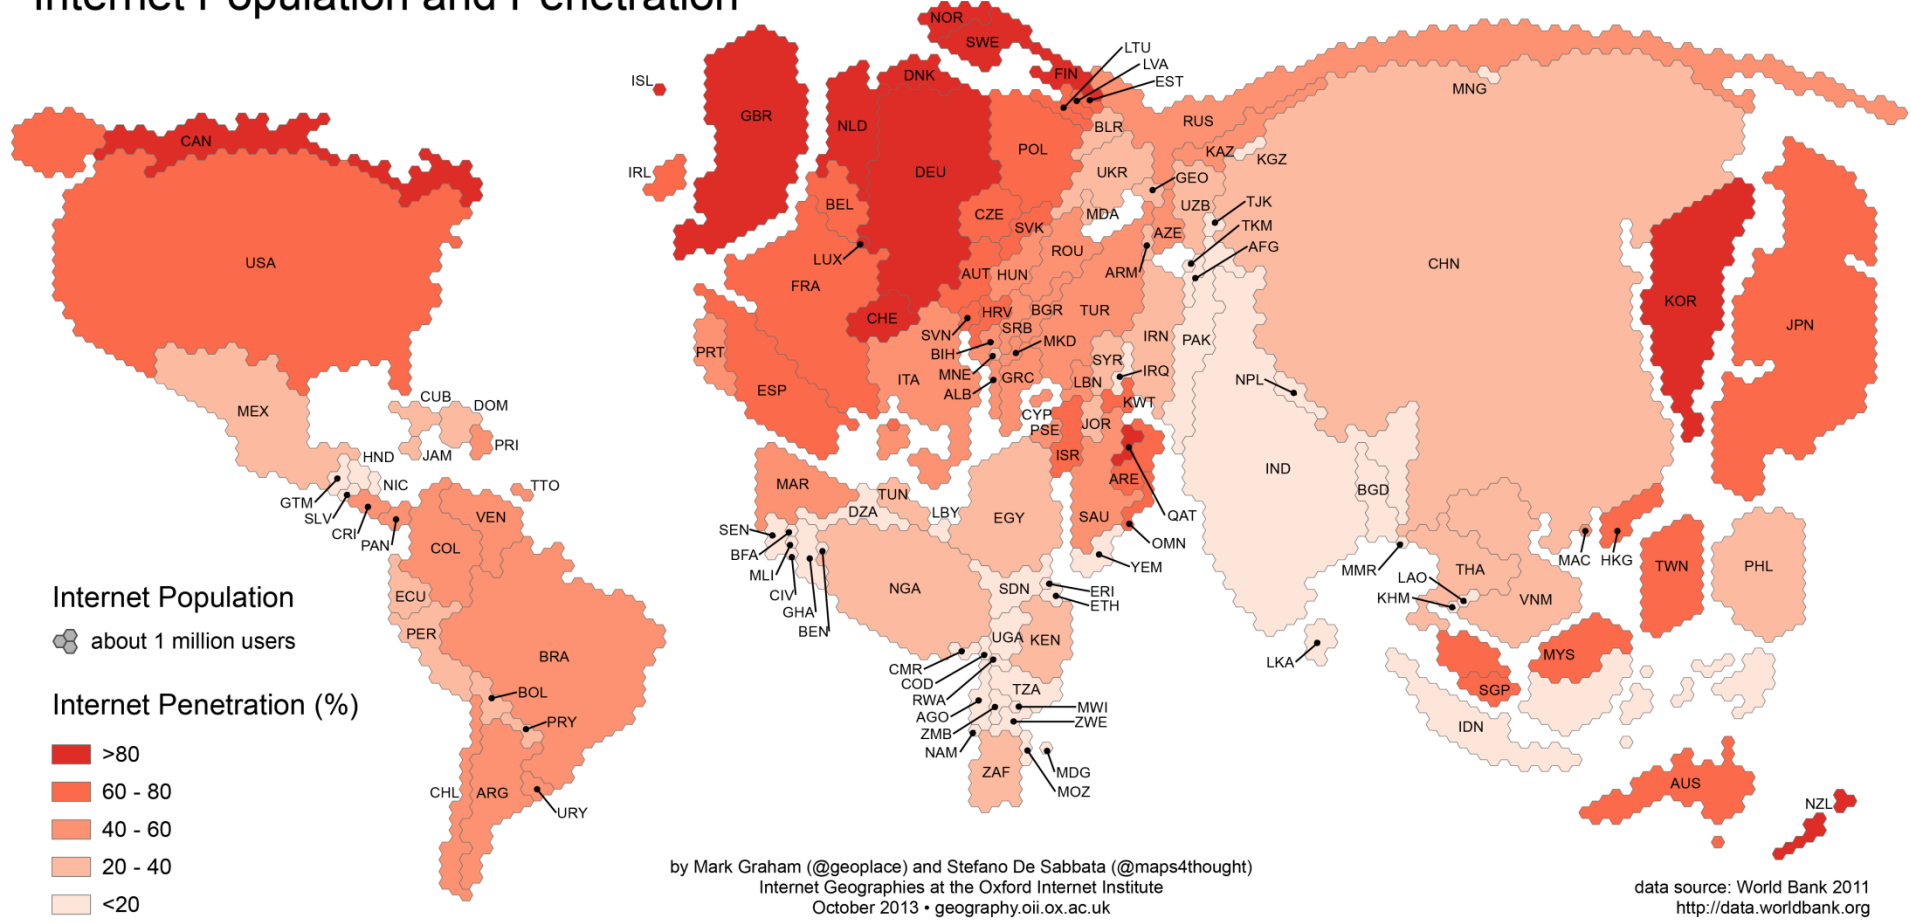 Internet Population and Penetration
NOR
SWE
LTU
LVA
EST
FIN
ISL
DNK
GBR
NLD
MNG
CAN
BLR
RUS
POL
KAZ
KGZ
IRL
DEU
UKR
GEO
BEL
CZE
MDA
UZB
TJK
SVK
TKM
AZE
AFG
LUX
ROU
ARM
USA
CHN
AUT
HUN
FRA
KOR
CHE
HRV
BGR
TUR
JPN
SVN
SRB
IRN
PAK
BIH
MKD
PRT
SYR
MNE
GRC
IRQ
ITA
LBN
NPL
ESP
ALB
CUB
KWT
MEX
DOM
CYP
JOR
PSE
PRI
HND
JAM
ISR
IND
NIC
MAR
TUN
ARE
BGD
GTM
TTO
SLV
VEN
DZA
LBY
EGY
SAU
QAT
CRI
SEN
PAN
COL
BFA
OMN
MLI
YEM
MMR
MAC
HKG
TWN
PHL
THA
LAO
CIV
NGA
SDN
ERI
ECU
GHA
ETH
KHM
VNM
BEN
PER
UGA
KEN
BRA
CMR
LKA
MYS
COD
BOL
RWA
TZA
SGP
AGO
MWI
PRY
ZMB
ZWE
IDN
NAM
CHL
ARG
ZAF
MDG
AUS
MOZ
NZL
URY
Internet Population
about 1 million users
Internet Penetration (%)
>80
60 - 80
40 - 60
20 - 40
<20
by Mark Graham (@geoplace) and Stefano De Sabbata (@maps4thought)
Internet Geographies at the Oxford Internet Institute
October 2013 • geography.oii.ox.ac.uk
data source: World Bank 2011
http://data.worldbank.org